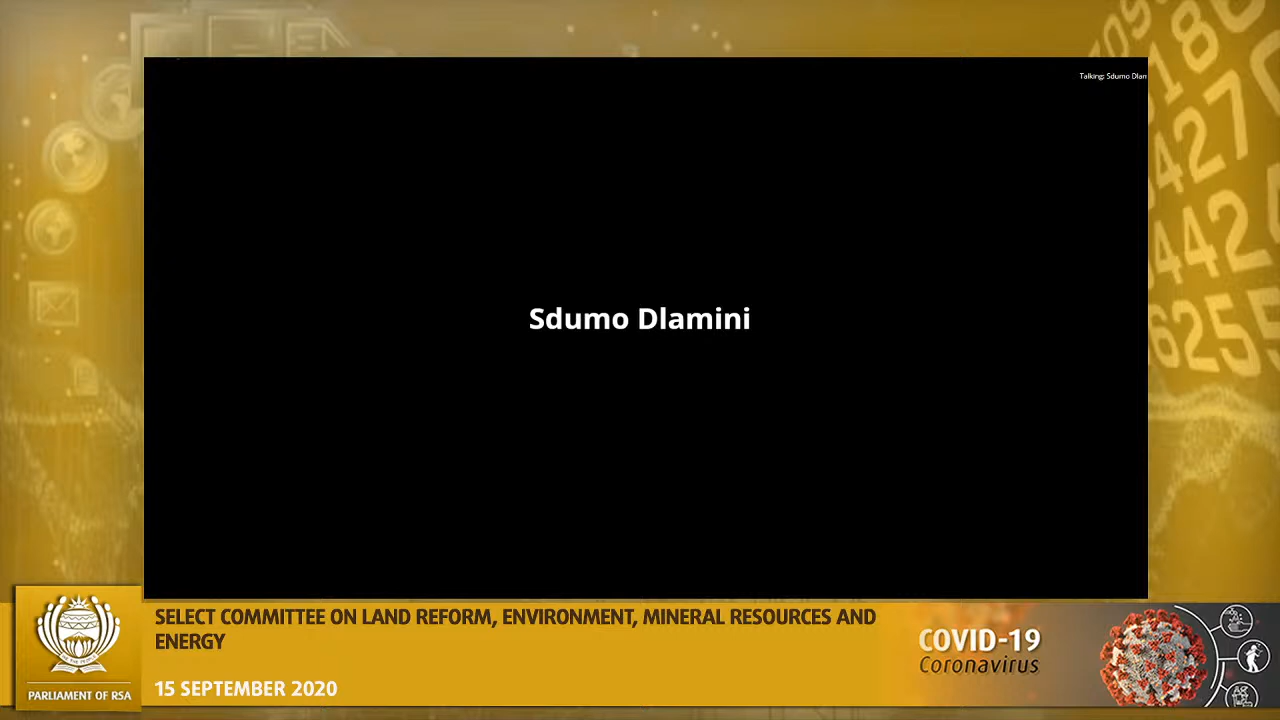 Talking: Sdumo Dlam
Sdumo Dlamini
SELECT COMMITTEE ON LAND REFORM, ENVIRONMENT, MINERAL RESOURCES AND
ENERGY
15 SEPTEMBER 2020
PARLIAMENT OF RSA
COVID-19
Coronavirus